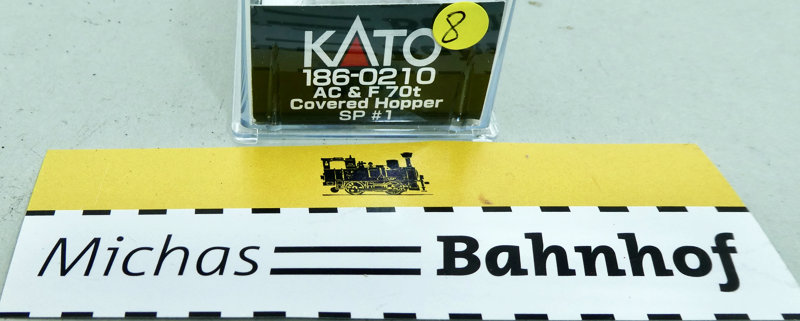 8
KATO
186-0210
AC & F 70t
Covered Hopper
SP #1
Michas Bahnhof